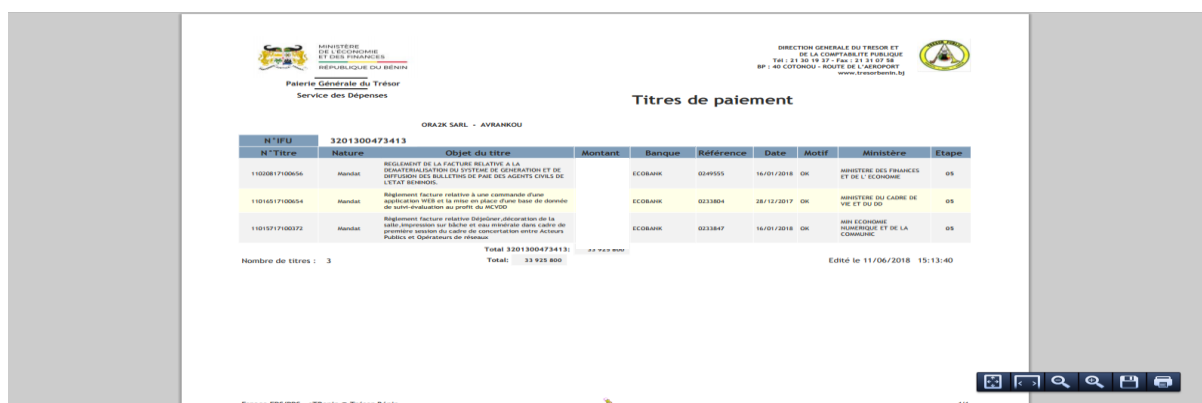 MINISTÈRE
DE L'ÉCONOMIE
ET DES FINANCES
RÉPUBLIQUE DU BÉNIN
Paierie Générale du Trésor
Service des Dépenses
DIRECTION GENERALE DU TRESOR ET
DE LA COMPTABILITE PUBLIQUE
Tél : 21 30 19 37 - Fax : 21 31 07 58
BP : 40 COTONOU - ROUTE DE L'AEROPORT
www.tresorbenin.bj
TRESOR PUBLIC
Titres de paiement
ORA2K SARL - AVRANKOU
N°IFU 3201300473413
N°Titre Nature Objet du titre Montant Banque Référence Date Motif Ministère Etape
11020817100656 Mandat REGLEMENT DE LA FACTURE RELATIVE A LA
DEMATERIALISATION DU SYSTEME DE GENERATION ET DE
DIFFUSION DES BULLETINS DE PAIE DES AGENTS CIVILS DE
L'ETAT BENINOIS. ECOBANK 0249555 16/01/2018 OK MINISTERE DES FINANCES
ET DE L' ECONOMIE 05
11016517100654 Mandat Règlement facture relative à une commande d'une
application WEB et la mise en place d'une base de donnée
de suivi-évaluation au profit du MCVDD ECOBANK 0233804 28/12/2017 OK MINISTERE DU CADRE DE
VIE ET DU DD 05
11015717100372 Mandat Règlement facture relative Déjeûner,décoration de la
salle,impression sur bâche et eau minérale dans cadre de
première session du cadre de concertation entre Acteurs
Publics et Opérateurs de réseaux ECOBANK 0233847 16/01/2018 OK MIN ECONOMIE
NUMERIQUE ET DE LA
COMMUNIC 05
Total 3201300473413: 33 925 800
Nombre de titres : 3 Total: 33 925 800 Edité le 11/06/2018 15:13:40